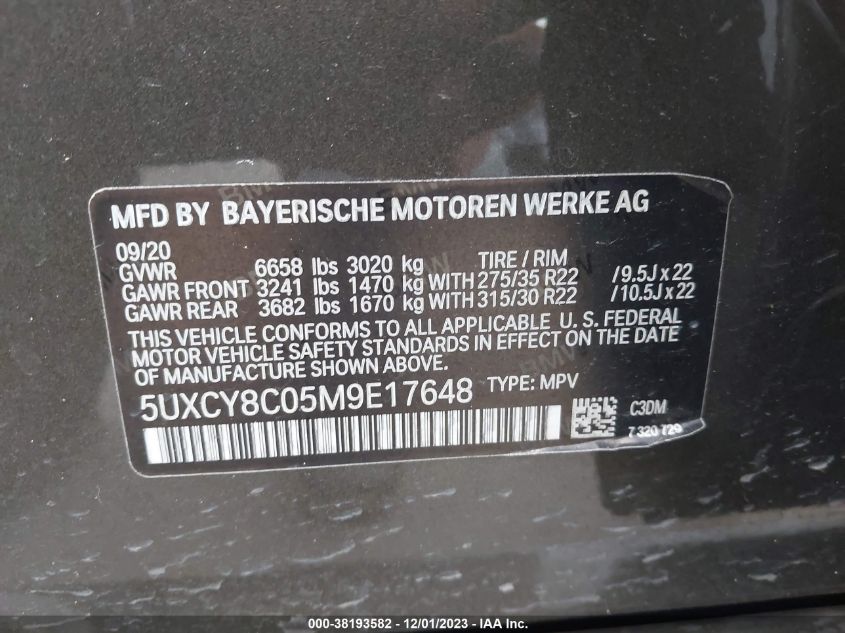 MFD BY BAYERISCHE MOTOREN WERKE AG
09/20
GVWR 6658 lbs 3020 kg TIRE / RIM
GAWR FRONT 3241 lbs 1470 kg WITH 275/35 R22 / 9.5J x 22
GAWR REAR 3682 lbs 1670 kg WITH 315/30 R22 / 10.5J x 22
THIS VEHICLE CONFORMS TO ALL APPLICABLE U. S. FEDERAL
MOTOR VEHICLE SAFETY STANDARDS IN EFFECT ON THE DATE
OF MANUFACTURE SHOWN ABOVE.
5UXCY8C05M9E17648 TYPE: MPV
C3DM
7 320 729
000-38193582 - 12/01/2023 - IAA Inc.